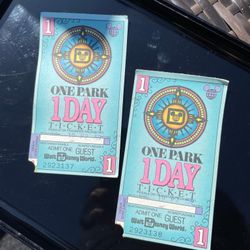 1
ONE PARK
1 DAY
TICKET
ADMIT ONE GUEST
Walt Disney World
2923137
1
1
ONE PARK
1 DAY
TICKET
ADMIT ONE GUEST
Walt Disney World
2923138
1